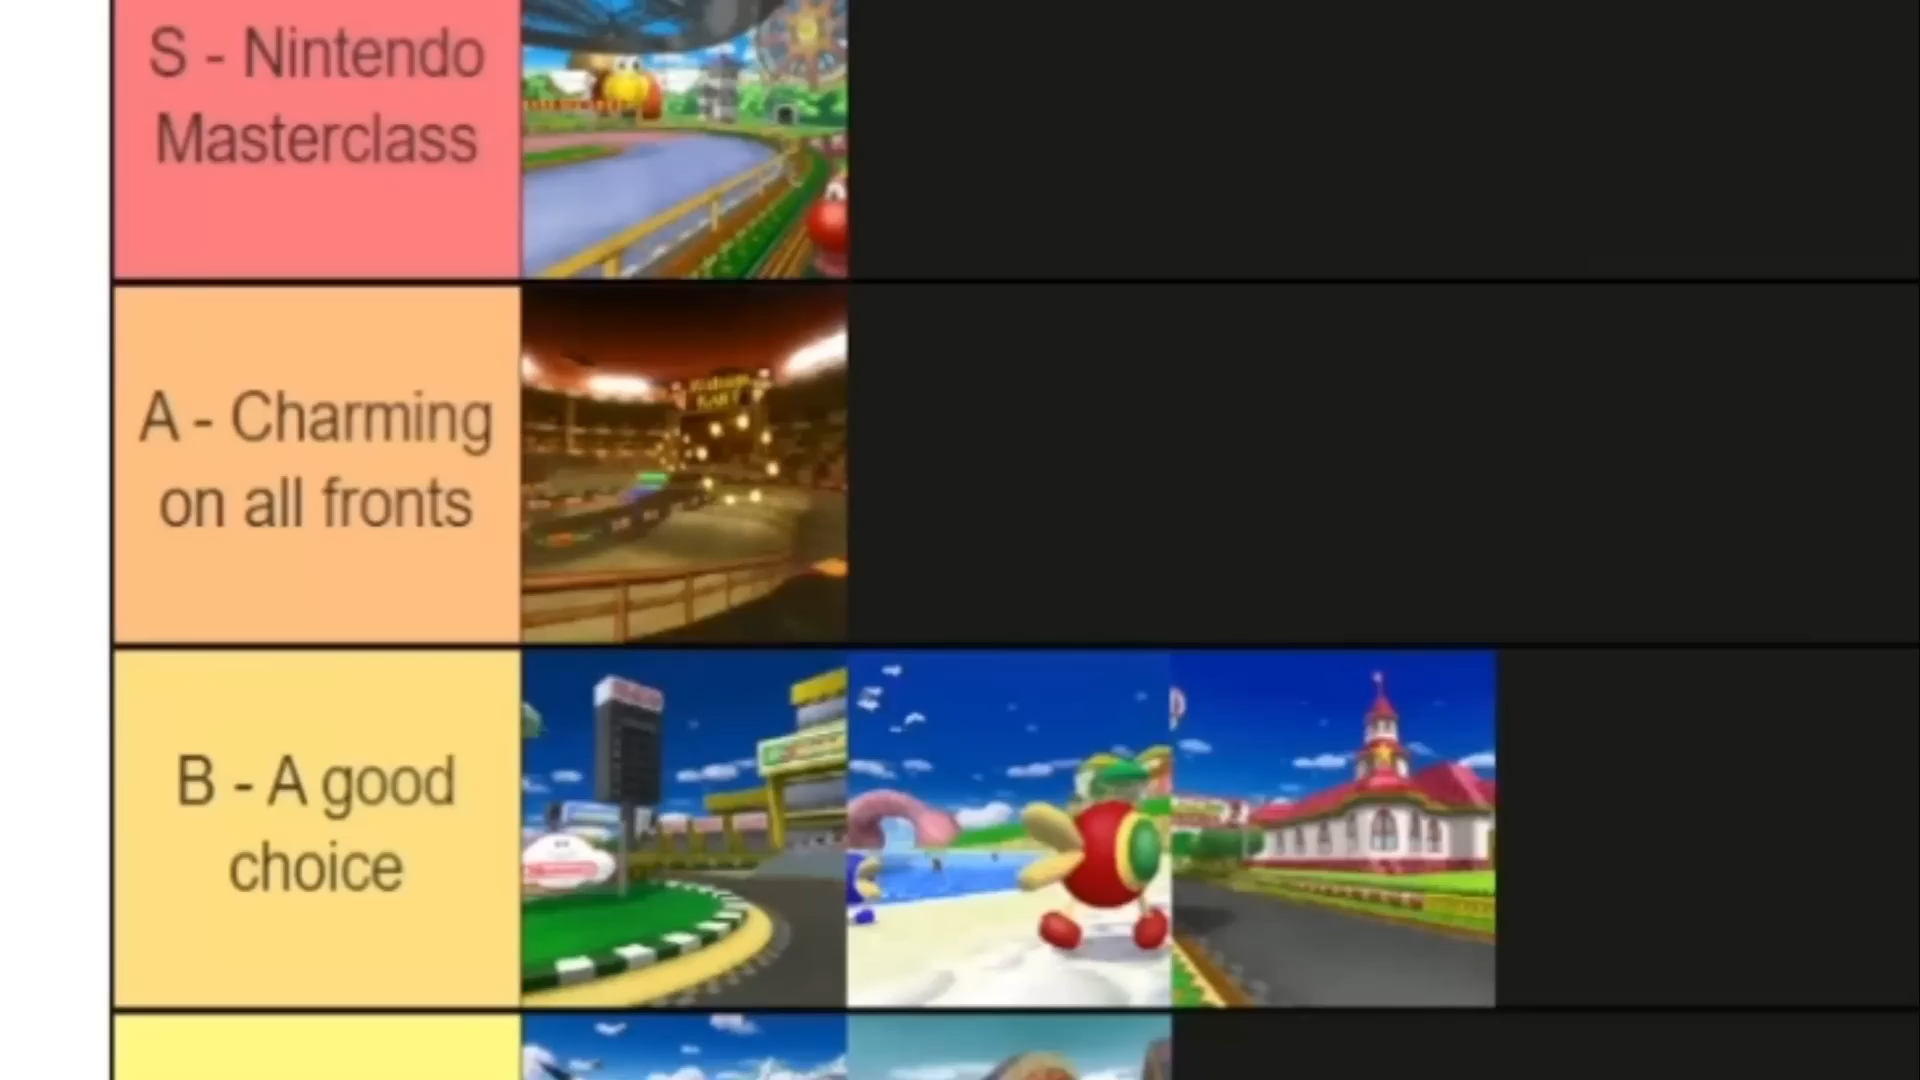 S - Nintendo
Masterclass
A - Charming
on all fronts
B - A good
choice